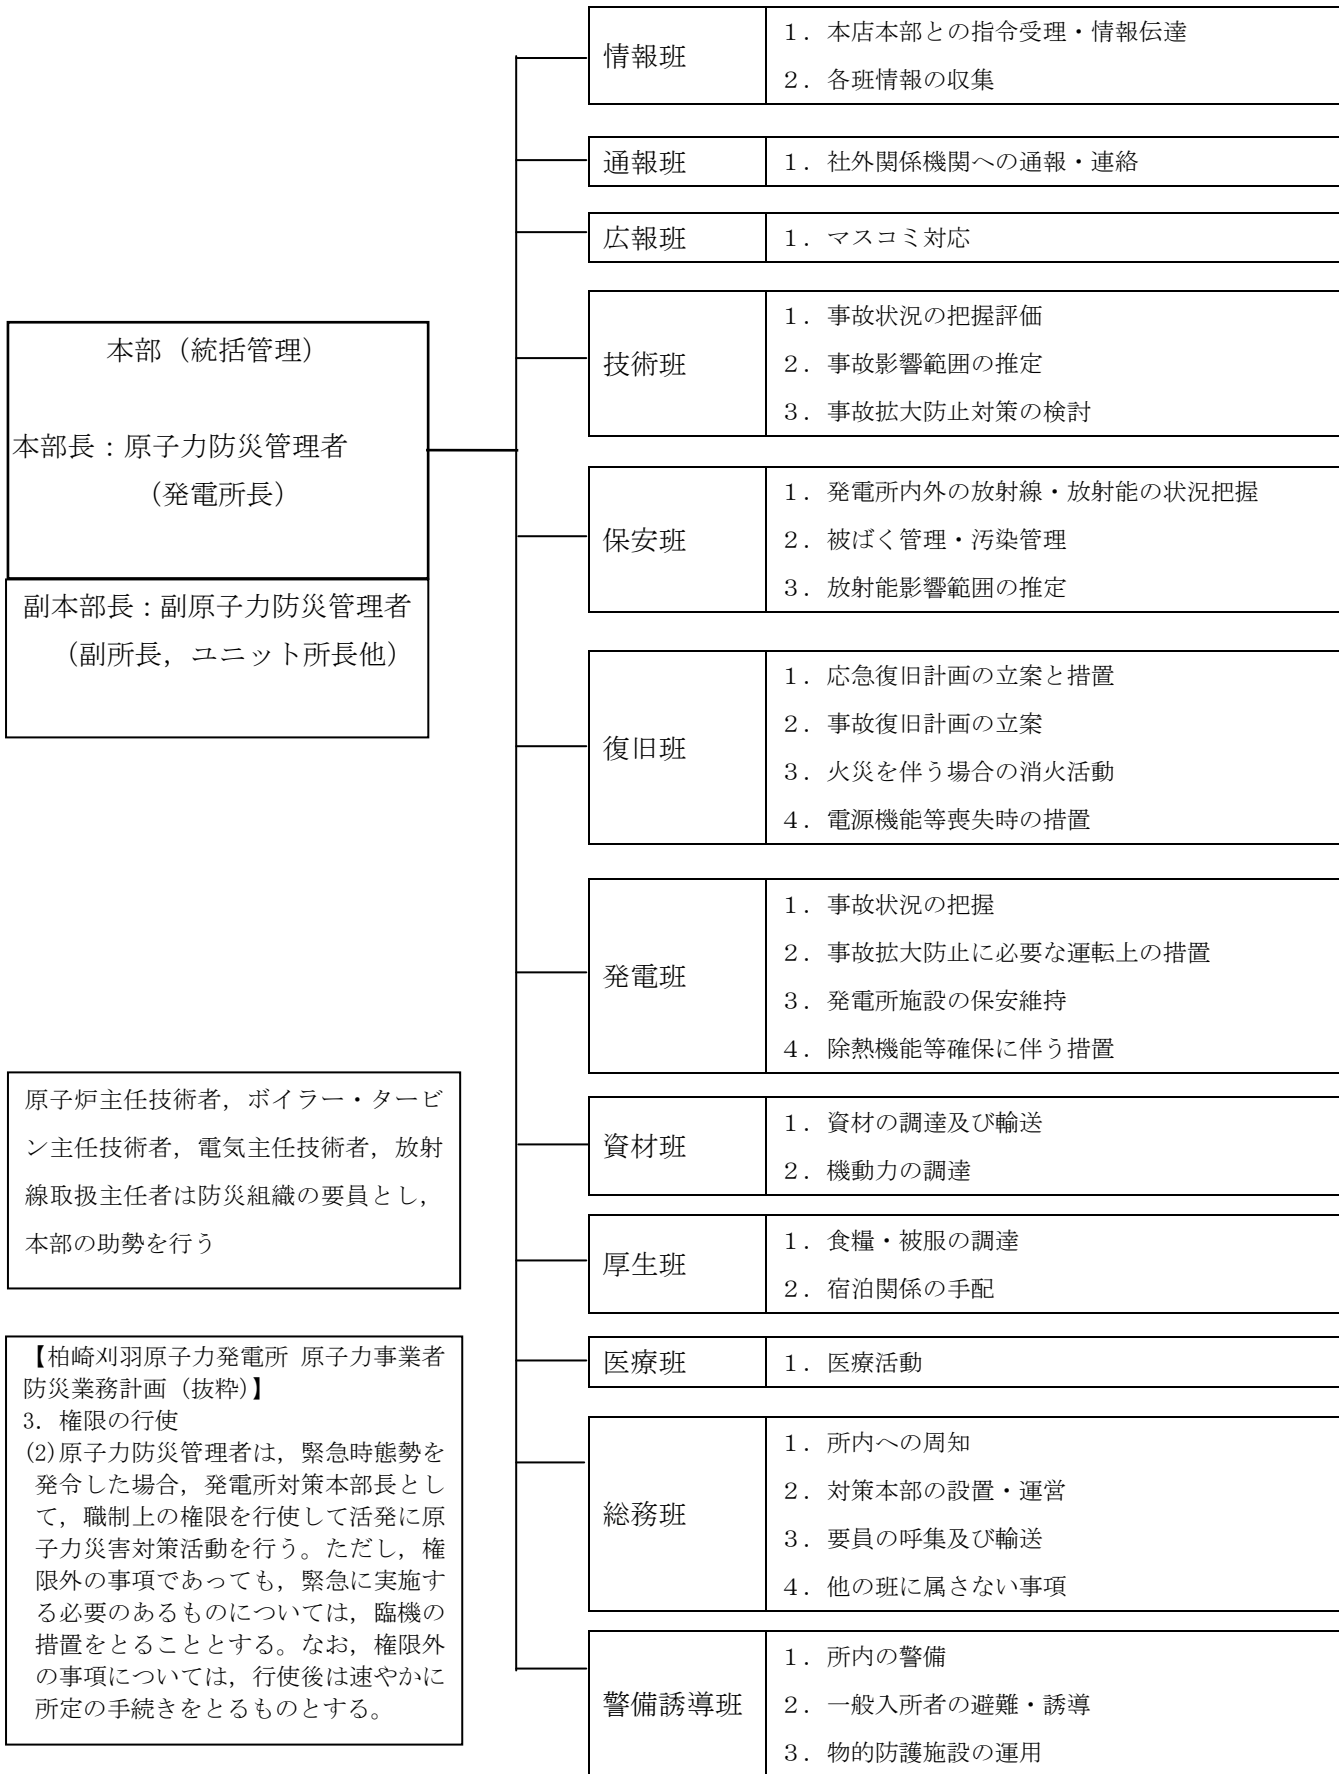 本部（統括管理）
本部長：原子力防災管理者
（発電所長）
副本部長：副原子力防災管理者
（副所長，ユニット所長他）
原子炉主任技術者，ボイラー・タービ
ン主任技術者，電気主任技術者，放射
線取扱主任者は防災組織の要員とし，
本部の助勢を行う
【柏崎刈羽原子力発電所 原子力事業者
防災業務計画（抜粋）】
3．権限の行使
(2)原子力防災管理者は，緊急時態勢を
発令した場合，発電所対策本部長とし
て，職制上の権限を行使して活発に原
子力災害対策活動を行う。ただし，権
限外の事項であっても，緊急に実施す
る必要のあるものについては，臨機の
措置をとることとする。なお，権限外
の事項については，行使後は速やかに
所定の手続きをとるものとする。
情報班
１．本店本部との指令受理・情報伝達
２．各班情報の収集
通報班
１．社外関係機関への通報・連絡
広報班
１．マスコミ対応
技術班
１．事故状況の把握評価
２．事故影響範囲の推定
３．事故拡大防止対策の検討
保安班
１．発電所内外の放射線・放射能の状況把握
２．被ばく管理・汚染管理
３．放射能影響範囲の推定
復旧班
１．応急復旧計画の立案と措置
２．事故復旧計画の立案
３．火災を伴う場合の消火活動
４．電源機能等喪失時の措置
発電班
１．事故状況の把握
２．事故拡大防止に必要な運転上の措置
３．発電所施設の保安維持
４．除熱機能等確保に伴う措置
資材班
１．資材の調達及び輸送
２．機動力の調達
厚生班
１．食糧・被服の調達
２．宿泊関係の手配
医療班
１．医療活動
総務班
１．所内への周知
２．対策本部の設置・運営
３．要員の呼集及び輸送
４．他の班に属さない事項
警備誘導班
１．所内の警備
２．一般入所者の避難・誘導
３．物的防護施設の運用